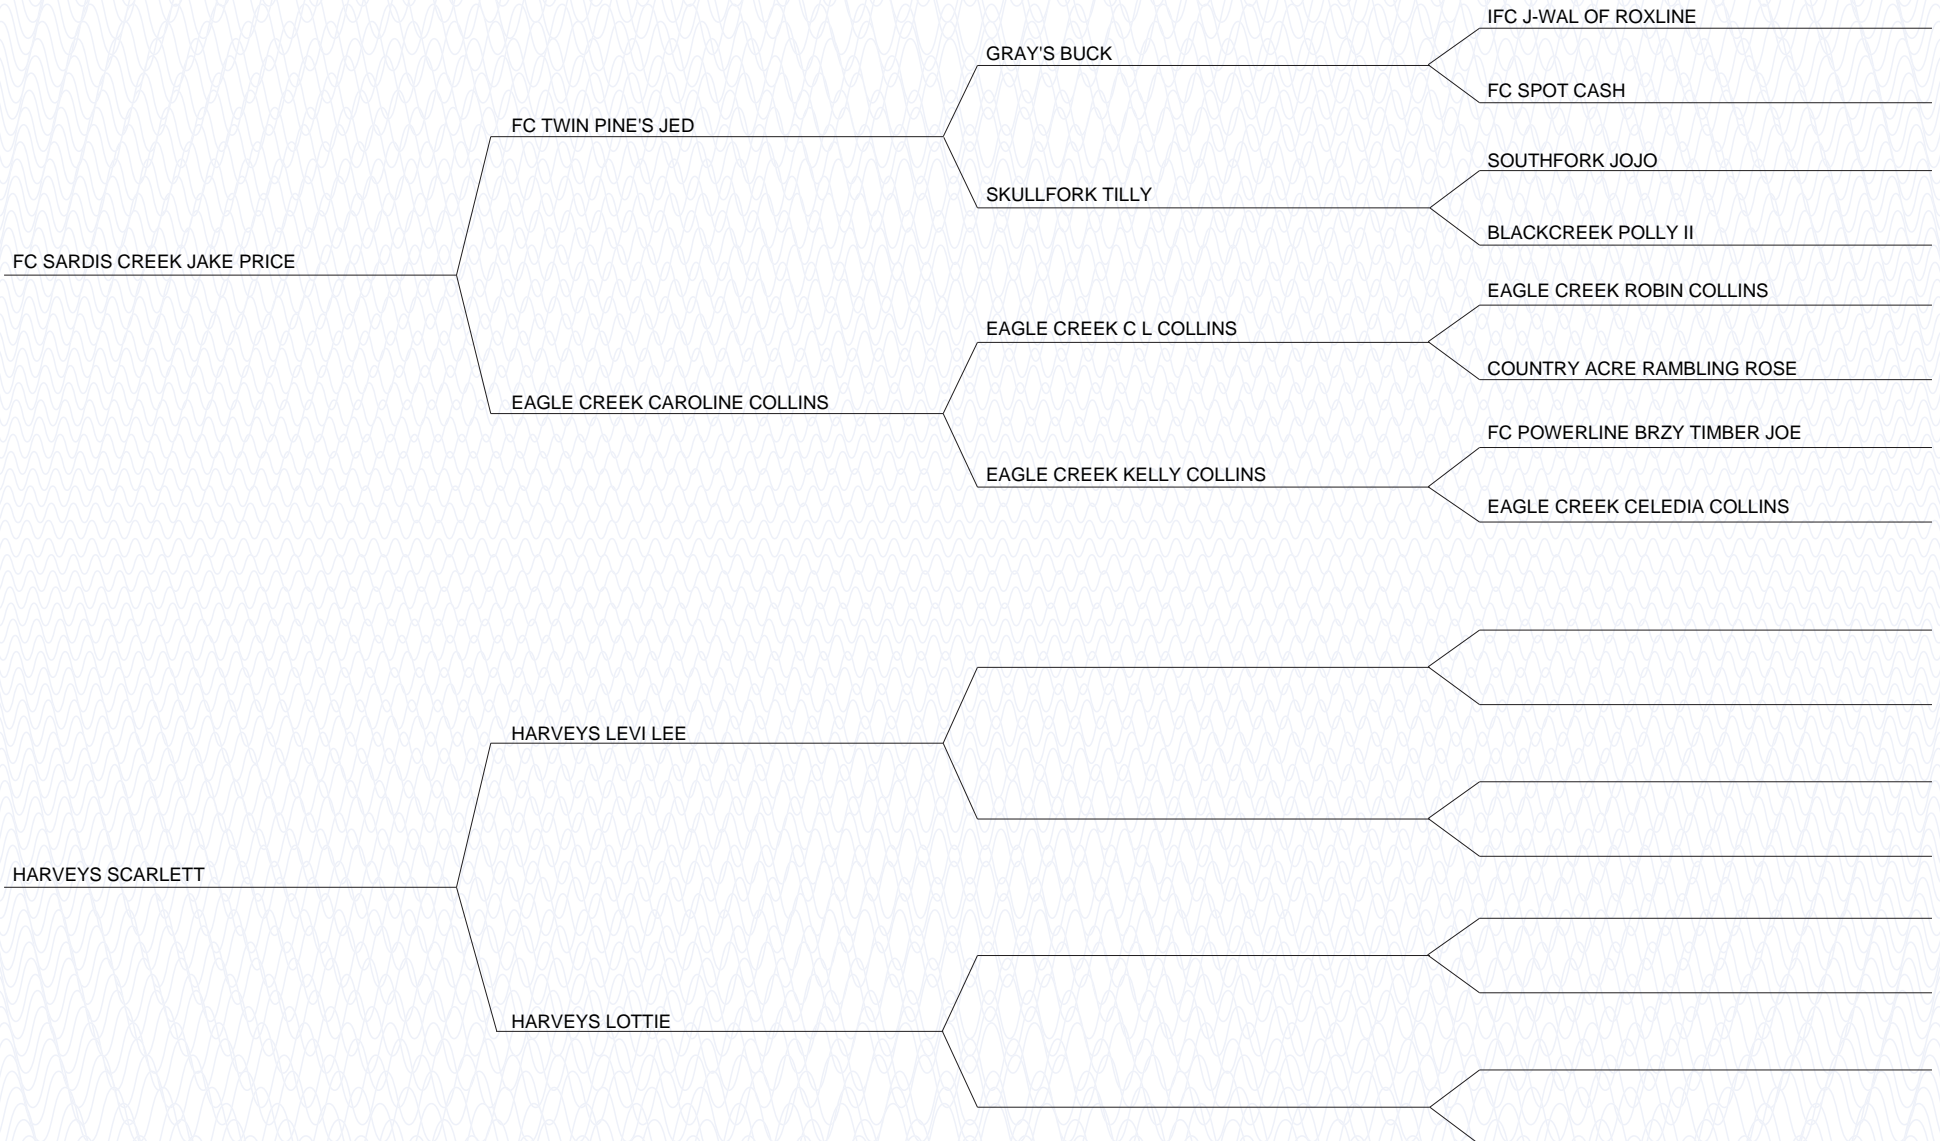 IFC J-WAL OF ROXLINE
GRAY'S BUCK
FC SPOT CASH
FC TWIN PINE'S JED
SOUTHFORK JOJO
SKULLFORK TILLY
BLACKCREEK POLLY II
FC SARDIS CREEK JAKE PRICE
EAGLE CREEK ROBIN COLLINS
EAGLE CREEK C L COLLINS
COUNTRY ACRE RAMBLING ROSE
EAGLE CREEK CAROLINE COLLINS
FC POWERLINE BRZY TIMBER JOE
EAGLE CREEK KELLY COLLINS
EAGLE CREEK CELEDIA COLLINS
HARVEYS LEVI LEE
HARVEYS SCARLETT
HARVEYS LOTTIE